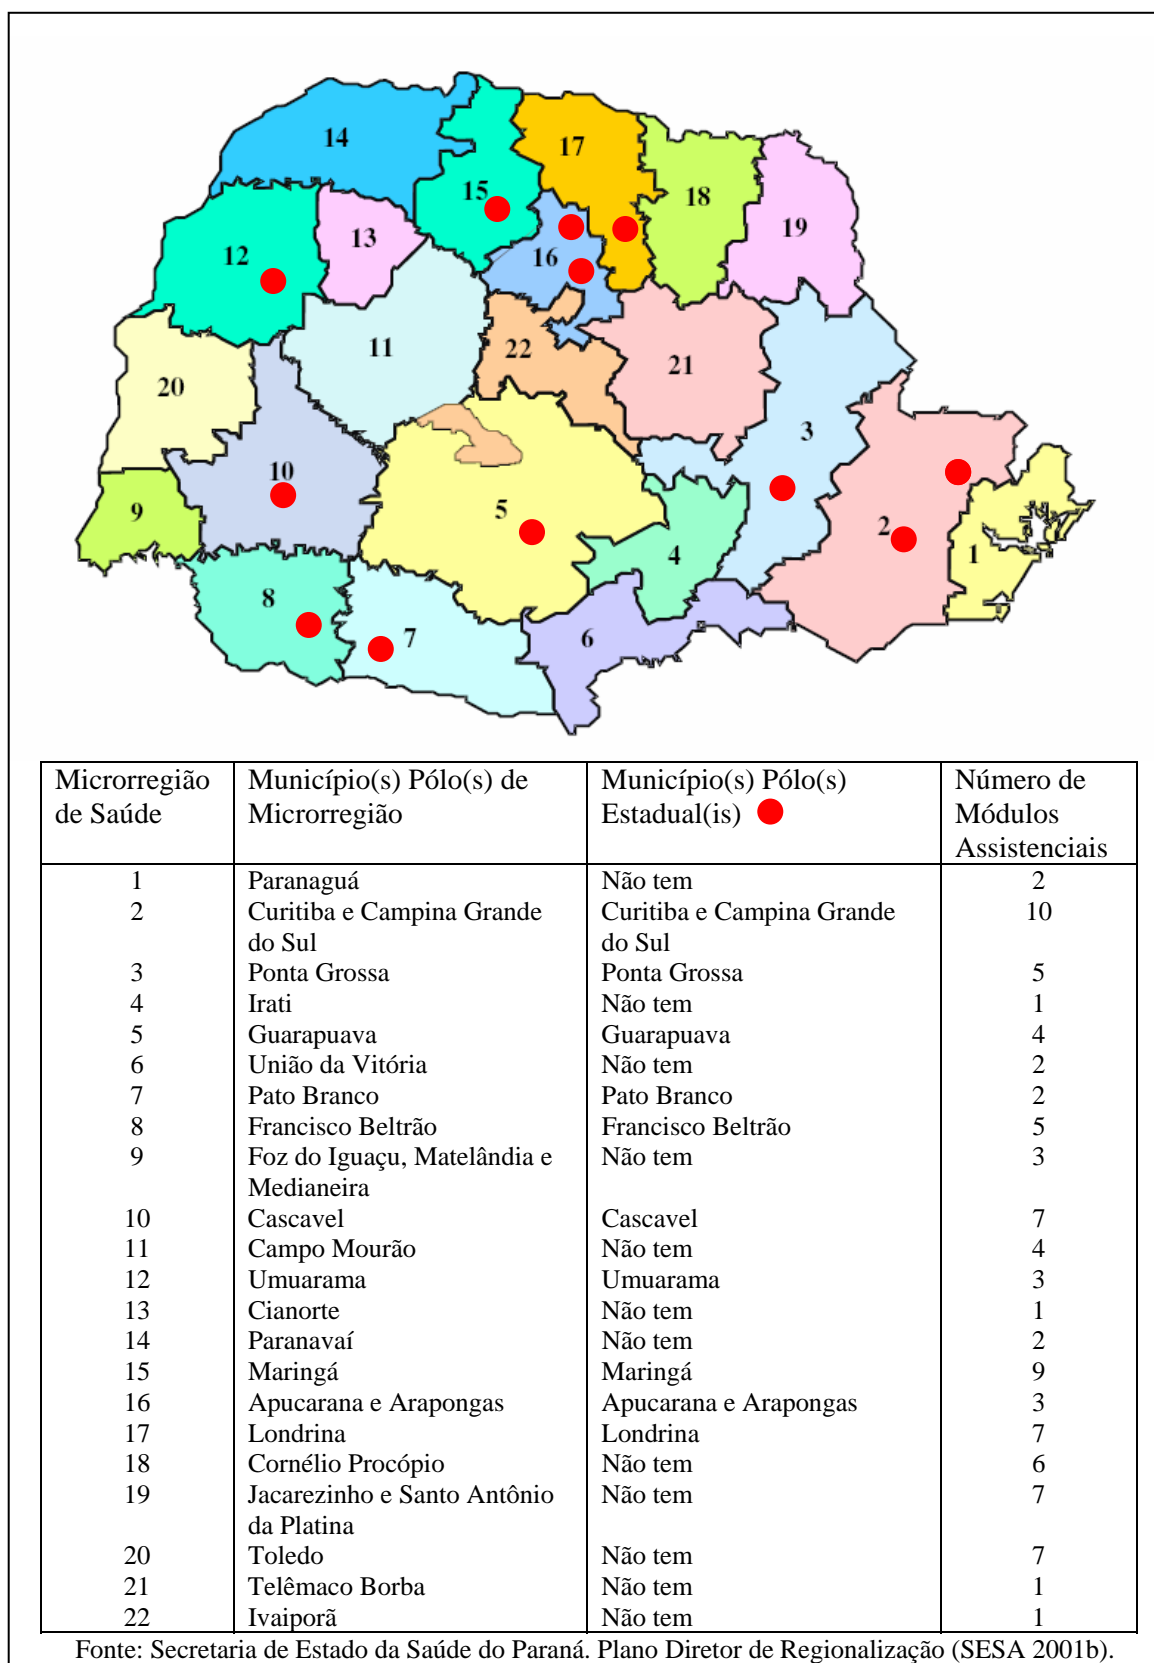 14
17
15
18
19
13
12
16
11
22
21
20
3
10
9
5
2
4
1
8
7
6
Microrregião de Saúde
Município(s) Pólo(s) de Microrregião
Município(s) Pólo(s) Estadual(is)
Número de Módulos Assistenciais
1 Paranaguá Não tem 2
2 Curitiba e Campina Grande do Sul Curitiba e Campina Grande do Sul 10
3 Ponta Grossa Ponta Grossa 5
4 Irati Não tem 1
5 Guarapuava Guarapuava 4
6 União da Vitória Não tem 2
7 Pato Branco Pato Branco 2
8 Francisco Beltrão Francisco Beltrão 5
9 Foz do Iguaçu, Matelândia e Medianeira Não tem 3
10 Cascavel Cascavel 7
11 Campo Mourão Não tem 4
12 Umuarama Umuarama 3
13 Cianorte Não tem 1
14 Paranavaí Não tem 2
15 Maringá Maringá 9
16 Apucarana e Arapongas Apucarana e Arapongas 3
17 Londrina Londrina 7
18 Cornélio Procópio Não tem 6
19 Jacarezinho e Santo Antônio da Platina Não tem 7
20 Toledo Não tem 7
21 Telêmaco Borba Não tem 1
22 Ivaiporã Não tem 1
Fonte: Secretaria de Estado da Saúde do Paraná. Plano Diretor de Regionalização (SESA 2001b).